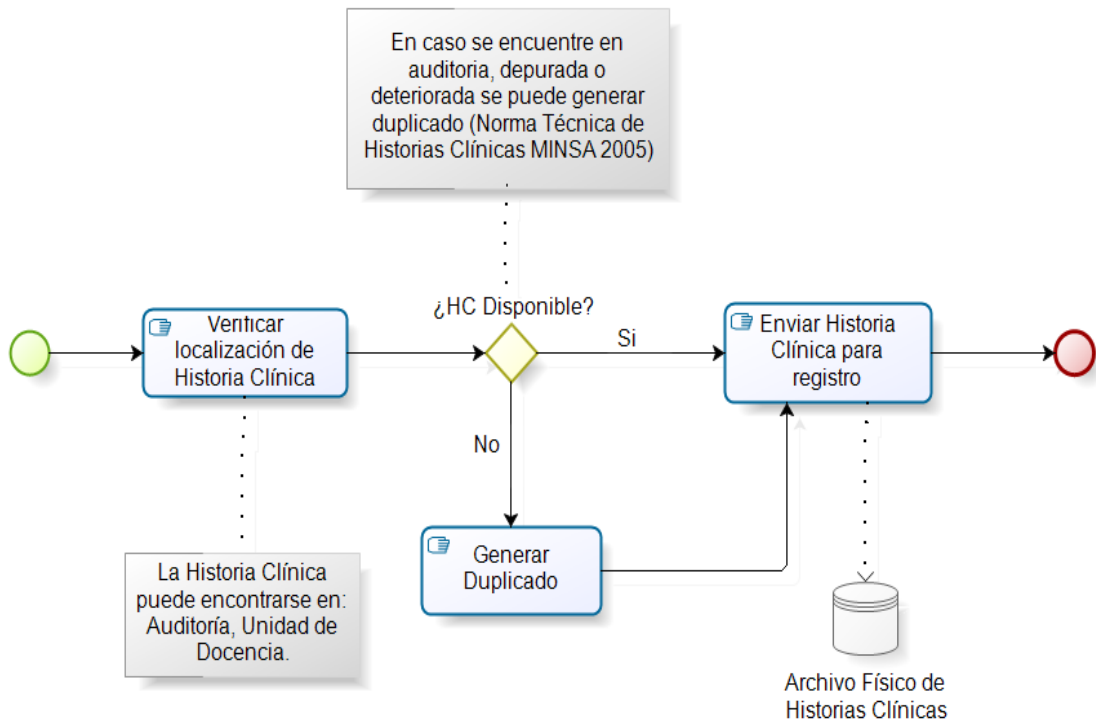 En caso se encuentre en
auditoria, depurada o
deteriorada se puede generar
duplicado (Norma Técnica de
Historias Clínicas MINSA 2005)
¿HC Disponible?
Verificar
localización de
Historia Clínica
Si
Enviar Historia
Clínica para
registro
No
Generar
Duplicado
La Historia Clínica
puede encontrarse en:
Auditoría, Unidad de
Docencia.
Archivo Físico de
Historias Clínicas